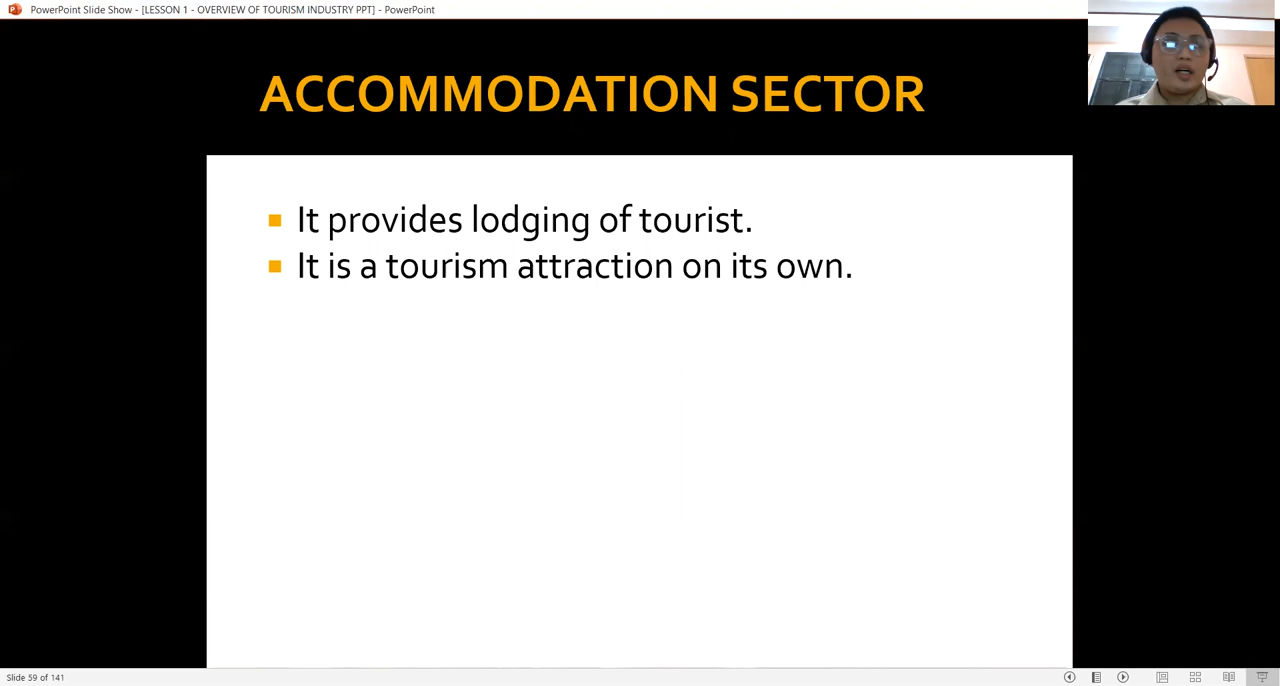 PowerPoint Slide Show - [LESSON 1 - OVERVIEW OF TOURISM INDUSTRY PPT] - PowerPoint
ACCOMMODATION SECTOR
It provides lodging of tourist.
It is a tourism attraction on its own.
Slide 59 of 141